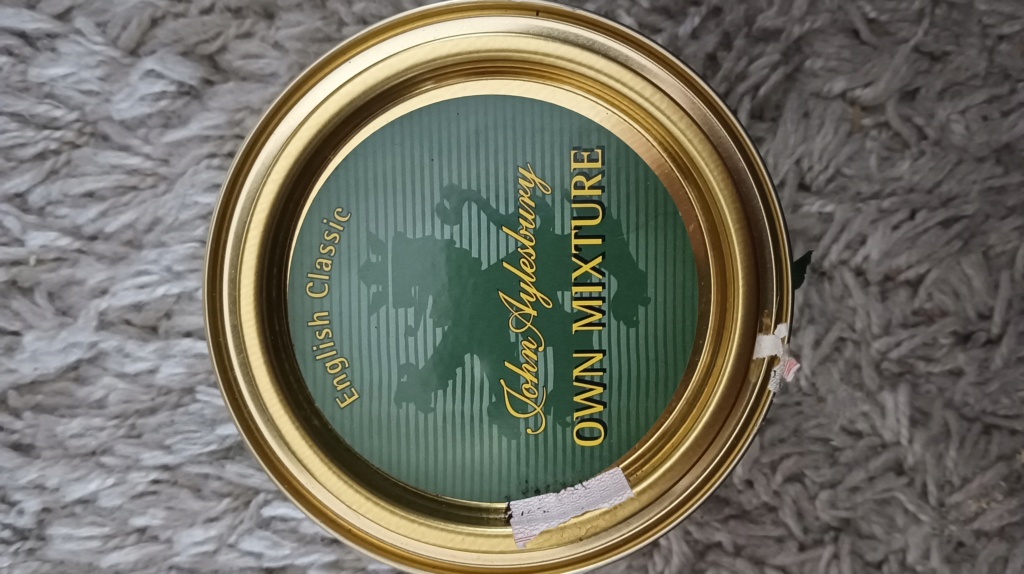 English Classic
John Aylesbury
OWN MIXTURE